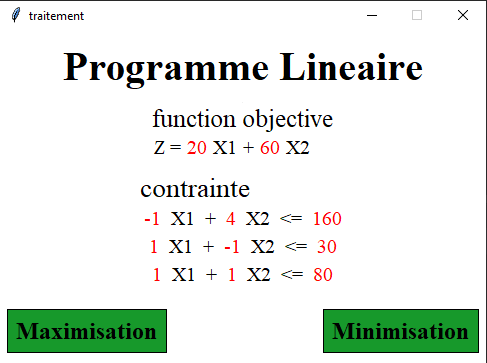 traitement
Programme Lineaire
function objective
Z = 20 X1 + 60 X2
contrainte
-1 X1 + 4 X2 <= 160
1 X1 + -1 X2 <= 30
1 X1 + 1 X2 <= 80
Maximisation Minimisation